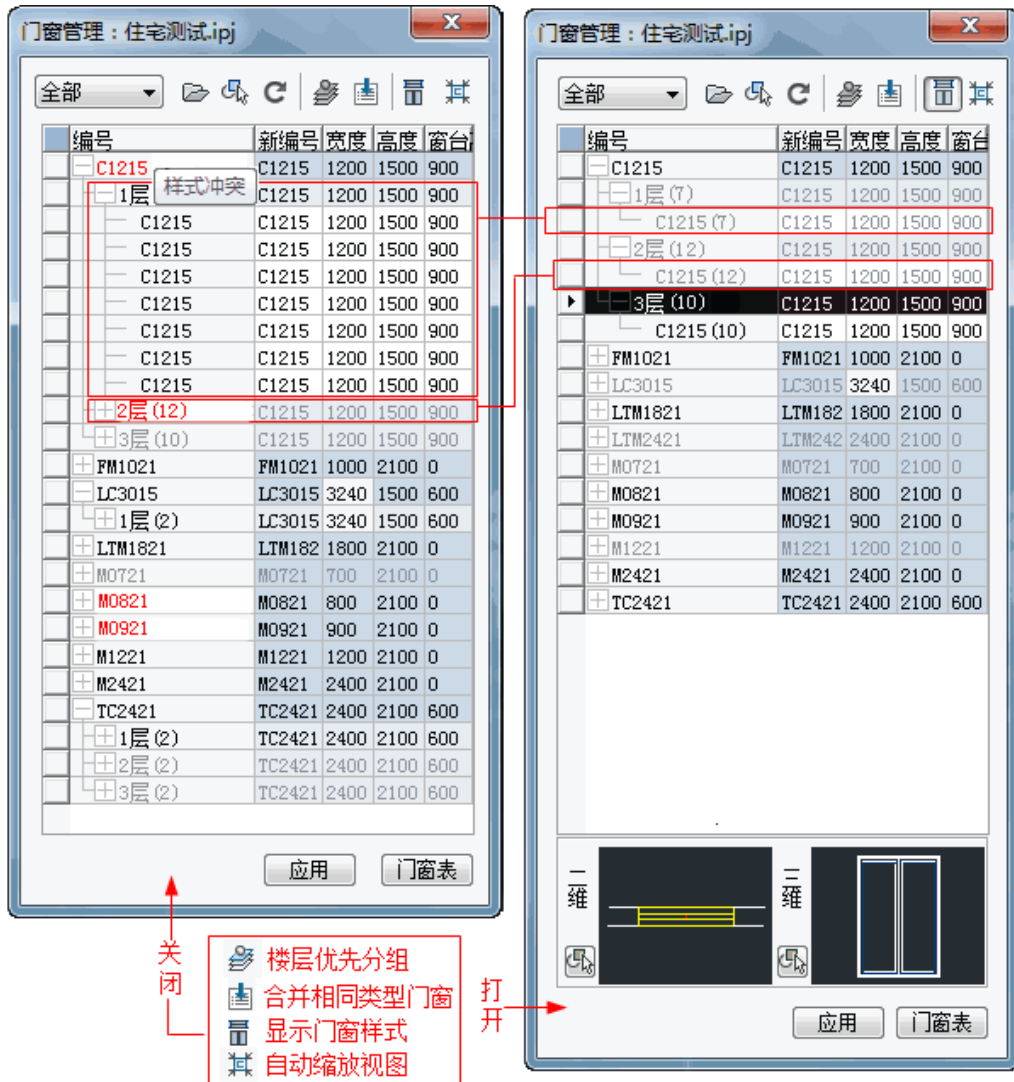 门窗管理：住宅测试.ipj
全部
编号 新编号 宽度 高度 窗台
C1215 C1215 1200 1500 900
样式冲突
1层 C1215 1200 1500 900
C1215 C1215 1200 1500 900
C1215 C1215 1200 1500 900
C1215 C1215 1200 1500 900
C1215 C1215 1200 1500 900
C1215 C1215 1200 1500 900
C1215 C1215 1200 1500 900
C1215 C1215 1200 1500 900
2层(12) C1215 1200 1500 900
3层(10) C1215 1200 1500 900
FM1021 FM1021 1000 2100 0
LC3015 LC3015 3240 1500 600
1层(2) LC3015 3240 1500 600
LTM1821 LTM182 1800 2100 0
M0721 M0721 700 2100 0
M0821 M0821 800 2100 0
M0921 M0921 900 2100 0
M1221 M1221 1200 2100 0
M2421 M2421 2400 2100 0
TC2421 TC2421 2400 2100 600
1层(2) TC2421 2400 2100 600
2层(2) TC2421 2400 2100 600
3层(2) TC2421 2400 2100 600
应用 门窗表
关闭
楼层优先分组
合并相同类型门窗
显示门窗样式
自动缩放视图
打开
门窗管理：住宅测试.ipj
全部
编号 新编号 宽度 高度 窗台
C1215 C1215 1200 1500 900
1层(7) C1215 1200 1500 900
C1215(7) C1215 1200 1500 900
2层(12) C1215 1200 1500 900
C1215(12) C1215 1200 1500 900
3层(10) C1215 1200 1500 900
C1215(10) C1215 1200 1500 900
FM1021 FM1021 1000 2100 0
LC3015 LC3015 3240 1500 600
LTM1821 LTM182 1800 2100 0
LTM2421 LTM242 2400 2100 0
M0721 M0721 700 2100 0
M0821 M0821 800 2100 0
M0921 M0921 900 2100 0
M1221 M1221 1200 2100 0
M2421 M2421 2400 2100 0
TC2421 TC2421 2400 2100 600
二维
三维
应用 门窗表